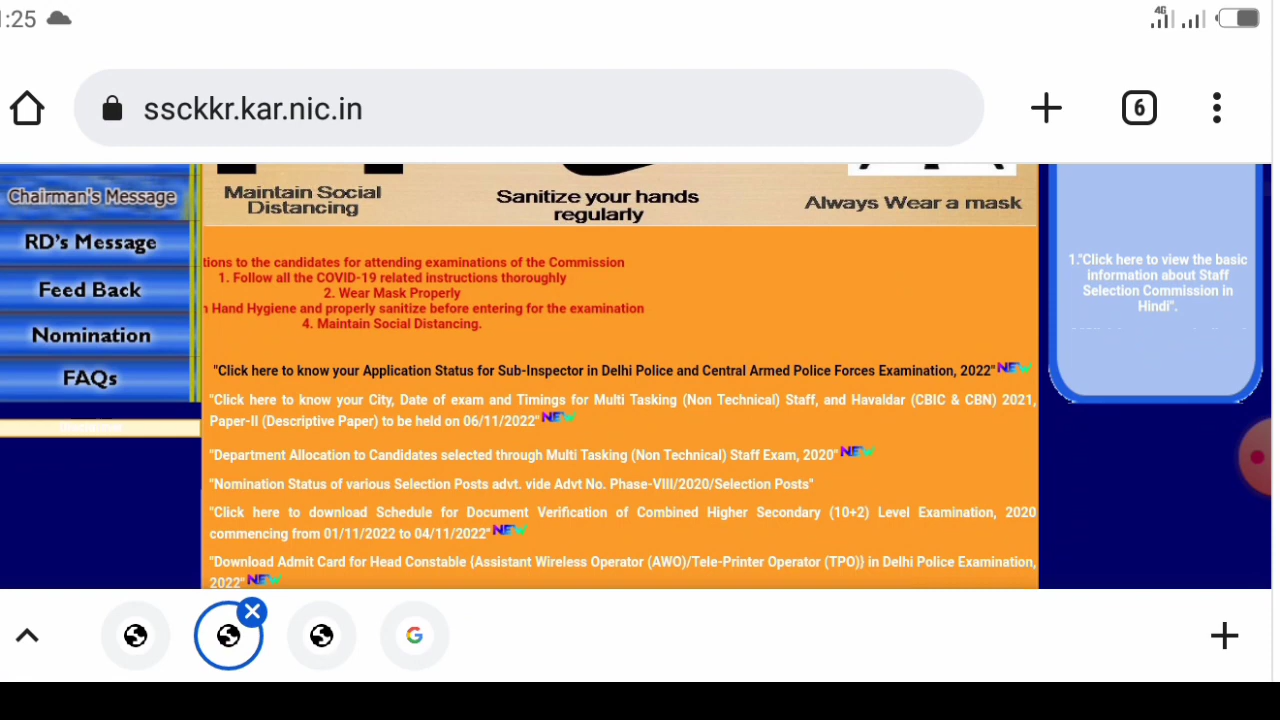 :25
4G
ssckkr.kar.nic.in
6
Chairman's Message
RD's Message
Feed Back
Nomination
FAQs
Maintain Social
Distancing
Sanitize your hands
regularly
Always Wear a mask
tions to the candidates for attending examinations of the Commission
1. Follow all the COVID-19 related instructions thoroughly
2. Wear Mask Properly
Hand Hygiene and properly sanitize before entering for the examination
4. Maintain Social Distancing.
"Click here to know your Application Status for Sub-Inspector in Delhi Police and Central Armed Police Forces Examination, 2022" NEW
"Click here to know your City, Date of exam and Timings for Multi Tasking (Non Technical) Staff, and Havaldar (CBIC & CBN) 2021,
Paper-II (Descriptive Paper) to be held on 06/11/2022" NEW
"Department Allocation to Candidates selected through Multi Tasking (Non Technical) Staff Exam, 2020" NEW
"Nomination Status of various Selection Posts advt. vide Advt No. Phase-VIII/2020/Selection Posts"
"Click here to download Schedule for Document Verification of Combined Higher Secondary (10+2) Level Examination, 2020
commencing from 01/11/2022 to 04/11/2022" NEW
"Download Admit Card for Head Constable {Assistant Wireless Operator (AWO)/Tele-Printer Operator (TPO)} in Delhi Police Examination,
2022" NEW
1."Click here to view the basic
information about Staff
Selection Commission in
Hindi".